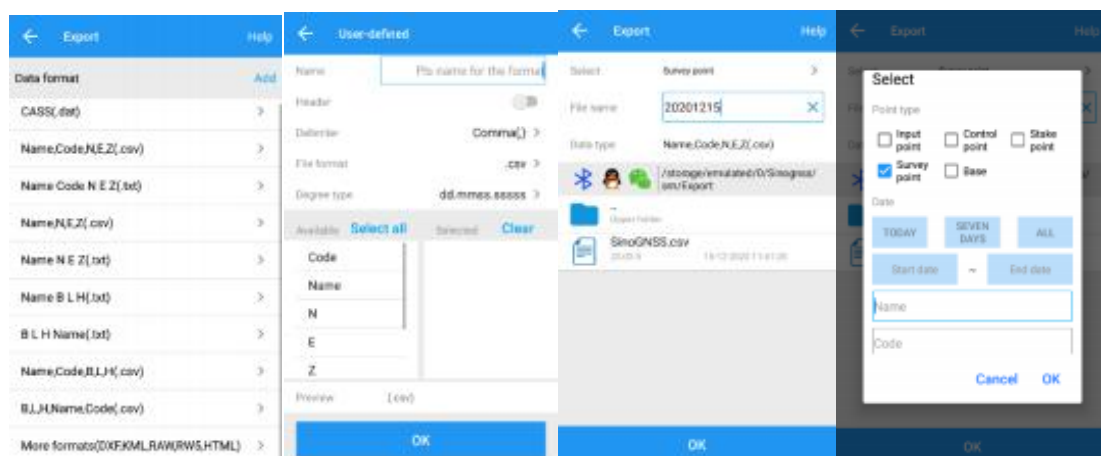 Export
Help
Data format
Add
CASS(.dat)
Name,Code,N,E,Z(.csv)
Name Code N E Z(.txt)
Name,N,E,Z(.csv)
Name N E Z(.txt)
Name B L H(.txt)
B L H Name(.txt)
Name,Code,B,L,H(.csv)
B,L,H,Name,Code(.csv)
More formats(DXF,KML,RAW,RW5,HTML)
User-defined
Name
Pls name for the format
Header
Delimiter
Comma(,)
File format
.csv
Degree type
dd.mmss.sssss
Available
Select all
Selected
Clear
Code
Name
N
E
Z
Preview
(.csv)
OK
Export
Help
Select
Survey point
File name
20201215
Data type
Name,Code,N,E,Z(.csv)
/storage/emulated/0/Sinognss/
Export
..
Upper folder
SinoGNSS.csv
OK
Export
Help
Select
Point type
Input point
Control point
Stake point
Survey point
Base
Date
TODAY
SEVEN DAYS
ALL
Start date
~
End date
Name
Code
Cancel
OK
OK